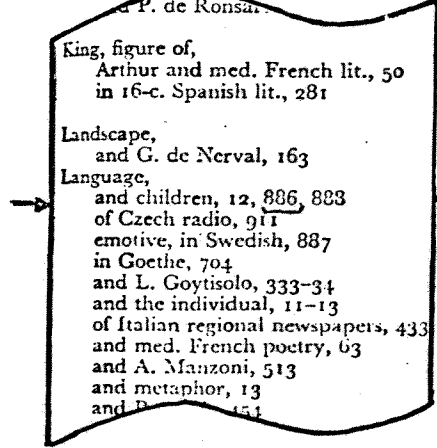 P. de Ronsar
King, figure of,
Arthur and med. French lit., 50
in 16-c. Spanish lit., 281
Landscape,
and G. de Nerval, 163
Language,
and children, 12, 886, 883
of Czech radio, 911
emotive, in Swedish, 887
in Goethe, 704
and L. Goytisolo, 333-34
and the individual, 11-13
of Italian regional newspapers, 433
and med. French poetry, 63
and A. Manzoni, 513
and metaphor, 13
and